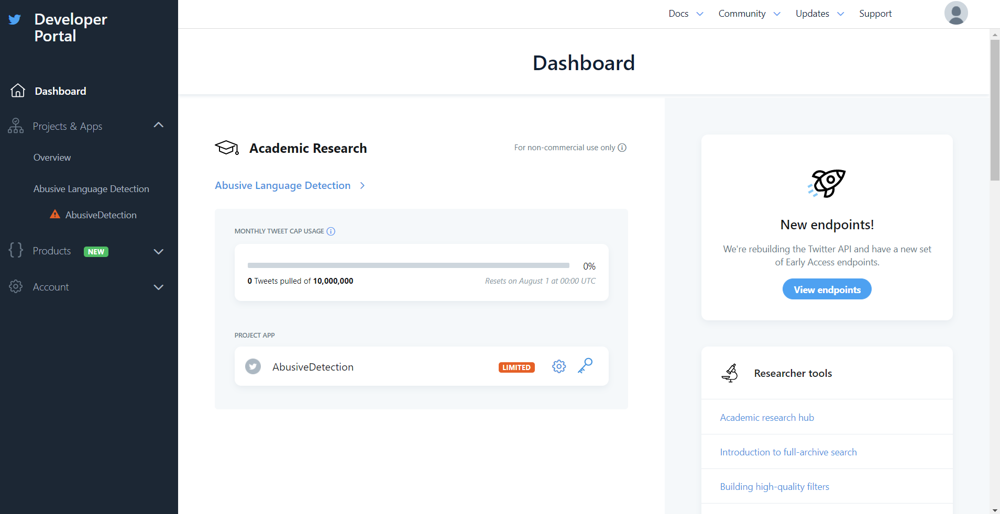 Developer
Portal
Dashboard
Projects & Apps
Overview
Abusive Language Detection
AbusiveDetection
Products NEW
Account
Docs Community Updates Support
Dashboard
Academic Research
For non-commercial use only
Abusive Language Detection
MONTHLY TWEET CAP USAGE
0%
0 Tweets pulled of 10,000,000
Resets on August 1 at 00:00 UTC
PROJECT APP
AbusiveDetection
LIMITED
New endpoints!
We're rebuilding the Twitter API and have a new set
of Early Access endpoints.
View endpoints
Researcher tools
Academic research hub
Introduction to full-archive search
Building high-quality filters